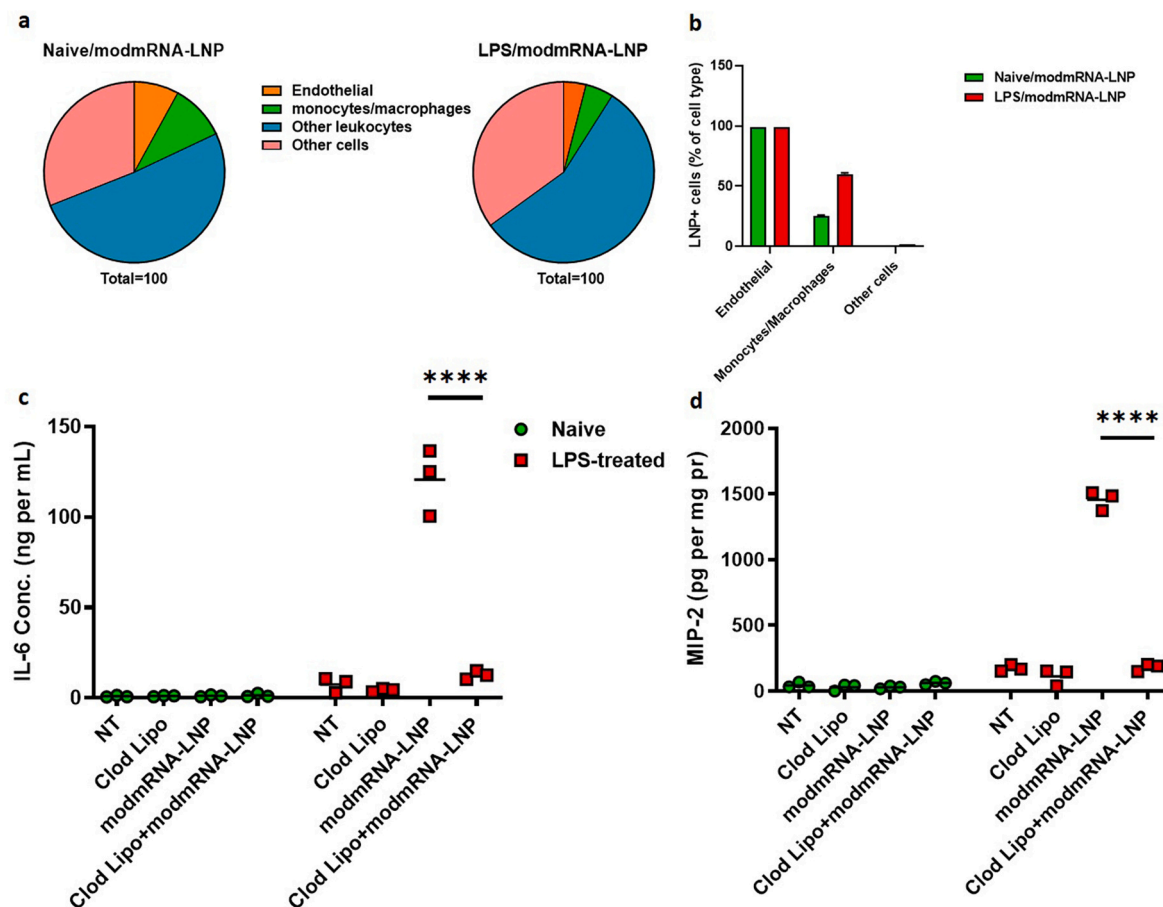 a
Naive/modmRNA-LNP
Total=100
Endothelial
monocytes/macrophages
Other leukocytes
Other cells
LPS/modmRNA-LNP
Total=100
b
LNP+ cells (% of cell type)
150
100
50
0
Endothelial
Monocytes/Macrophages
Other cells
Naive/modmRNA-LNP
LPS/modmRNA-LNP
c
IL-6 Conc. (ng per mL)
150
100
50
0
****
Naive
LPS-treated
NT
Clod Lipo
modmRNA-LNP
Clod Lipo+modmRNA-LNP
NT
Clod Lipo
modmRNA-LNP
Clod Lipo+modmRNA-LNP
d
MIP-2 (pg per mg pr)
2000
1500
1000
500
0
****
NT
Clod Lipo
modmRNA-LNP
Clod Lipo+modmRNA-LNP
NT
Clod Lipo
modmRNA-LNP
Clod Lipo+modmRNA-LNP